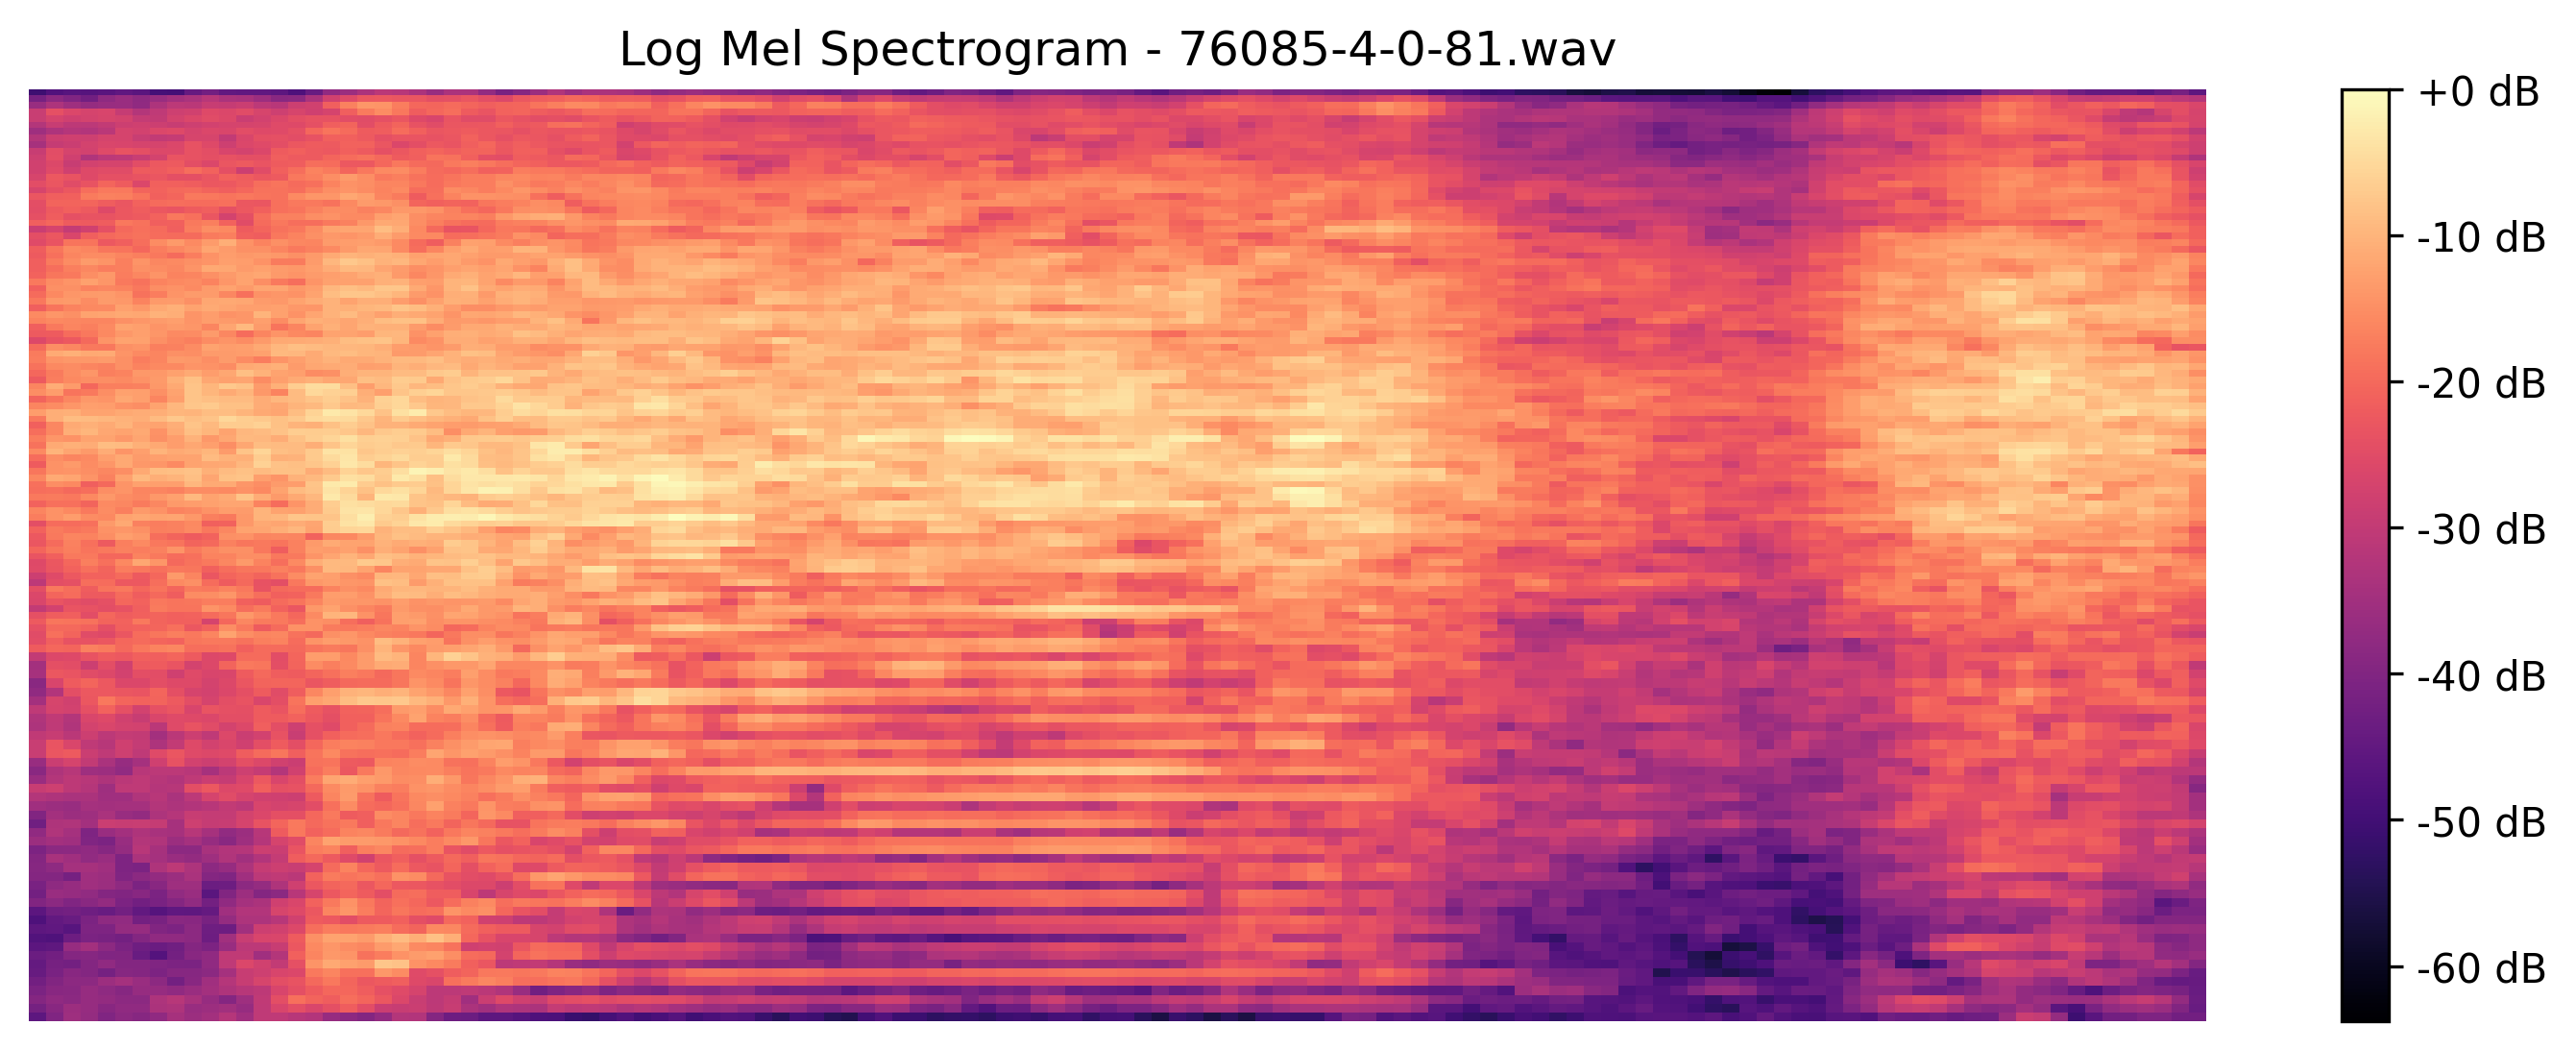 Log Mel Spectrogram - 76085-4-0-81.wav
+0 dB
-10 dB
-20 dB
-30 dB
-40 dB
-50 dB
-60 dB